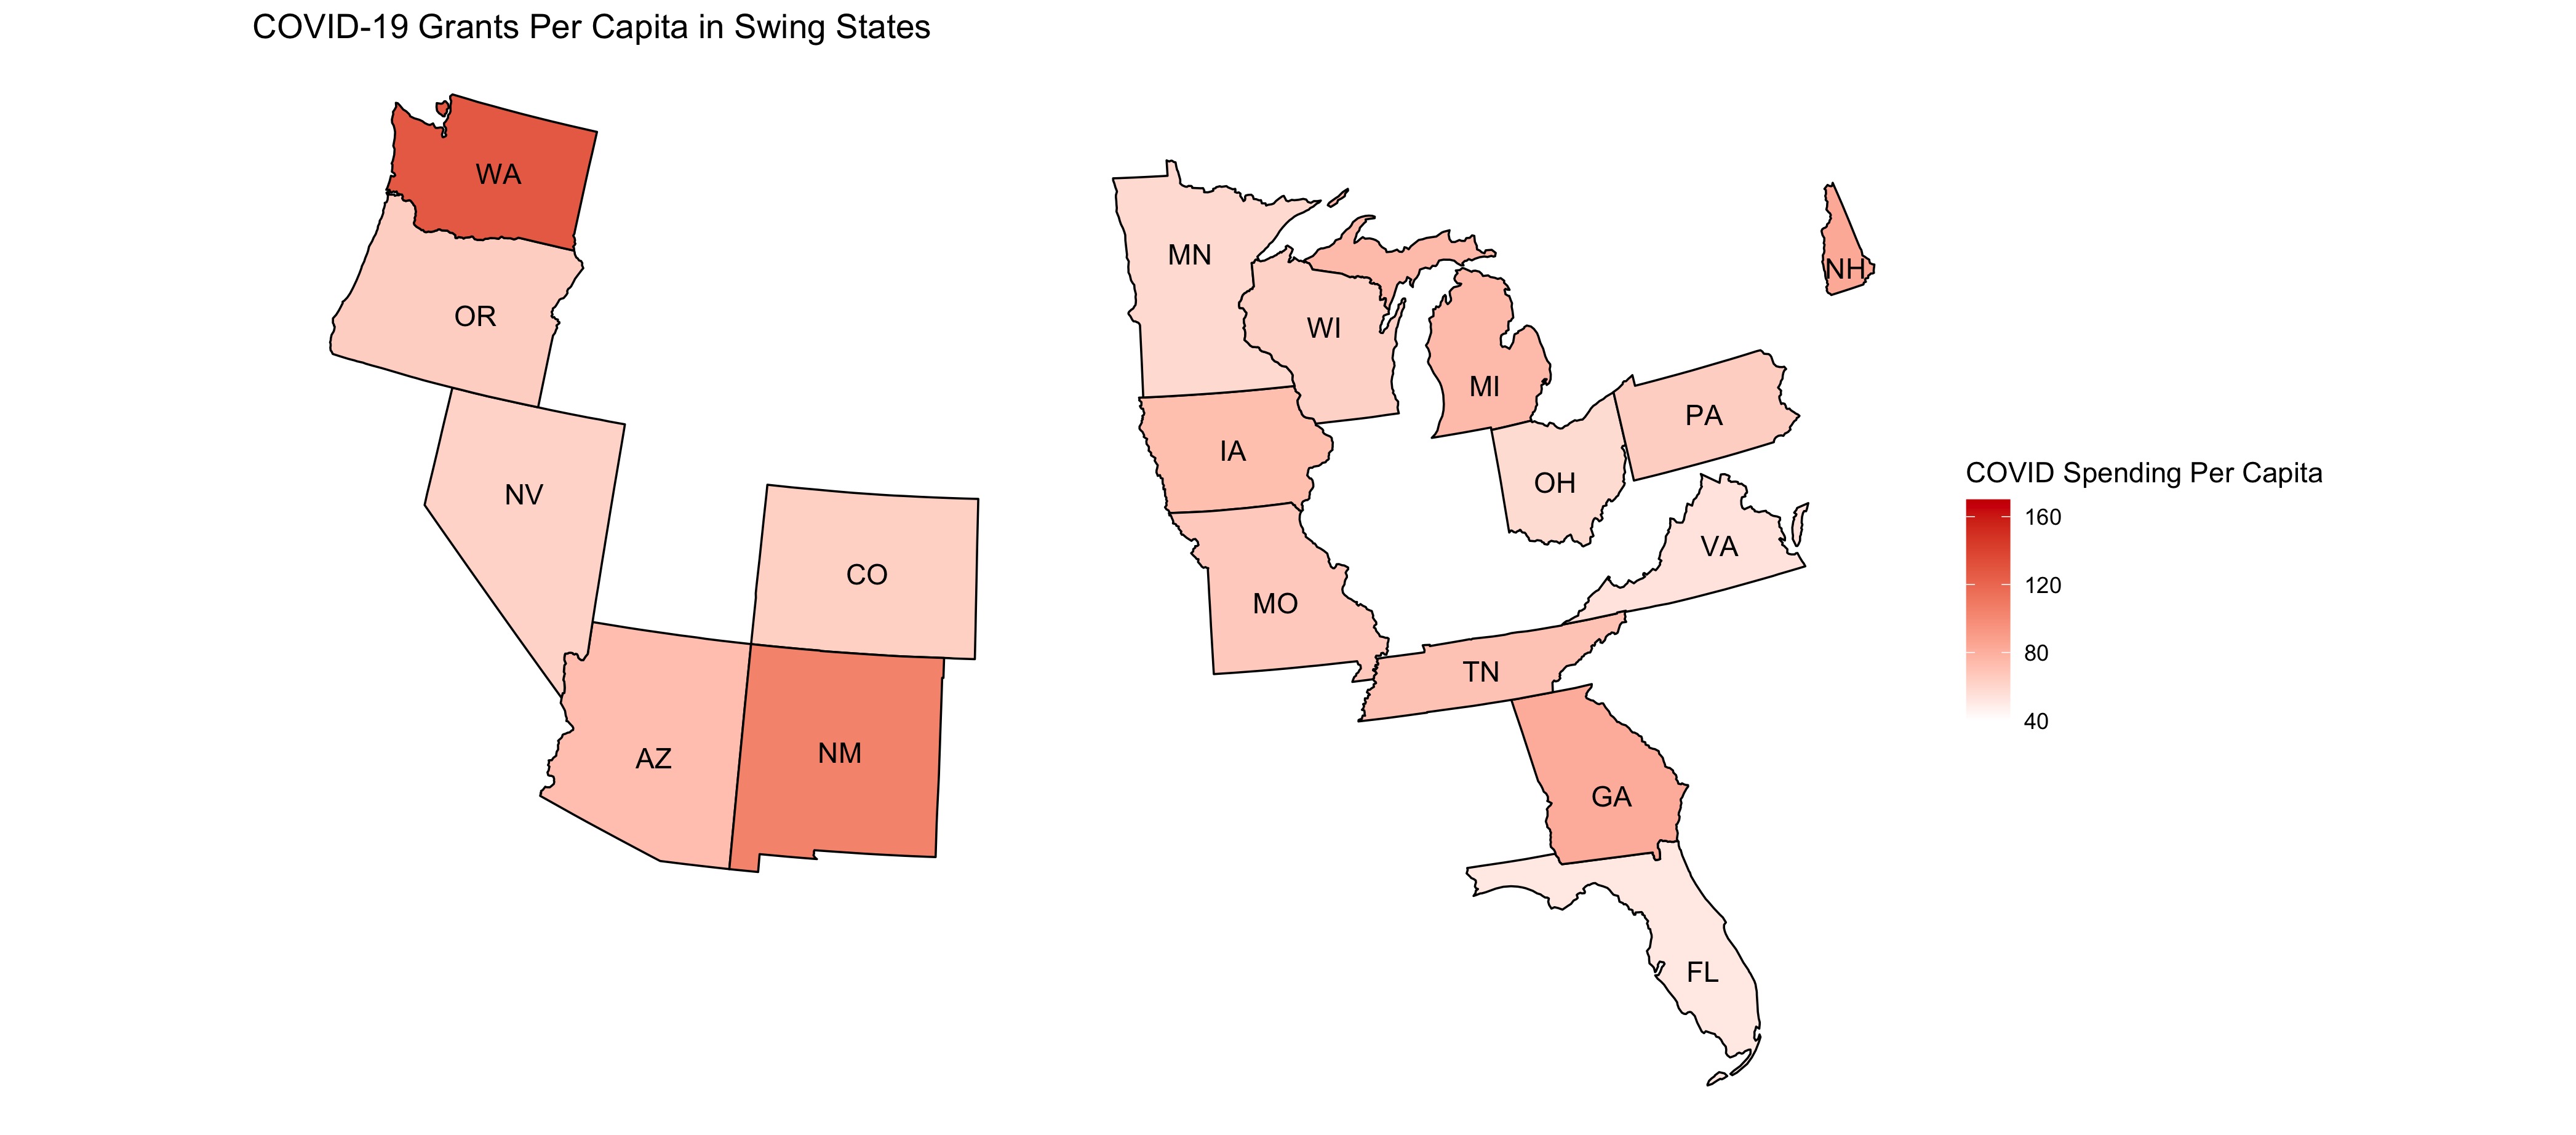 COVID-19 Grants Per Capita in Swing States
WA
OR
NV
CO
AZ
NM
MN
WI
MI
IA
MO
OH
PA
VA
TN
GA
FL
NH
COVID Spending Per Capita
160
120
80
40